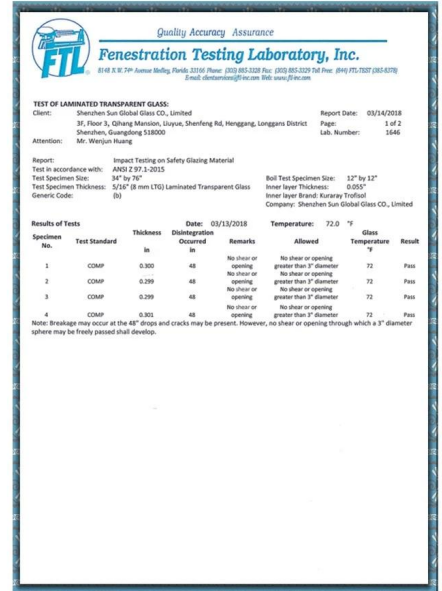 Quality Accuracy Assurance
FTL
Fenestration Testing Laboratory, Inc.
8148 N.W. 74th Avenue Medley, Florida 33166 Phone: (305) 885-3328 Fax: (305) 885-3329 Toll Free: (844) FTL-TEST (385-8378)
E-mail: clientservices@ftl-inc.com Web: www.ftl-inc.com
TEST OF LAMINATED TRANSPARENT GLASS:
Client: Shenzhen Sun Global Glass CO., Limited Report Date: 03/14/2018
3F, Floor 3, Qihang Mansion, Liuyue, Shenfeng Rd, Henggang, Longgans District Page: 1 of 2
Shenzhen, Guangdong 518000 Lab. Number: 1646
Attention: Mr. Wenjun Huang
Report: Impact Testing on Safety Glazing Material
Test in accordance with: ANSI Z 97.1-2015
Test Specimen Size: 34" by 76" Boil Test Specimen Size: 12" by 12"
Test Specimen Thickness: 5/16" (8 mm LTG) Laminated Transparent Glass Inner layer Thickness: 0.055"
Generic Code: (b) Inner layer Brand: Kuraray Trofisol
Company: Shenzhen Sun Global Glass CO., Limited
Results of Tests Date: 03/13/2018 Temperature: 72.0 °F
Specimen No. Test Standard Thickness in Disintegration Occurred in Remarks Allowed Glass Temperature °F Result
1 COMP 0.300 48 No shear or opening No shear or opening greater than 3" diameter 72 Pass
2 COMP 0.299 48 No shear or opening No shear or opening greater than 3" diameter 72 Pass
3 COMP 0.299 48 No shear or opening No shear or opening greater than 3" diameter 72 Pass
4 COMP 0.301 48 No shear or opening No shear or opening greater than 3" diameter 72 Pass
Note: Breakage may occur at the 48" drops and cracks may be present. However, no shear or opening through which a 3" diameter
sphere may be freely passed shall develop.